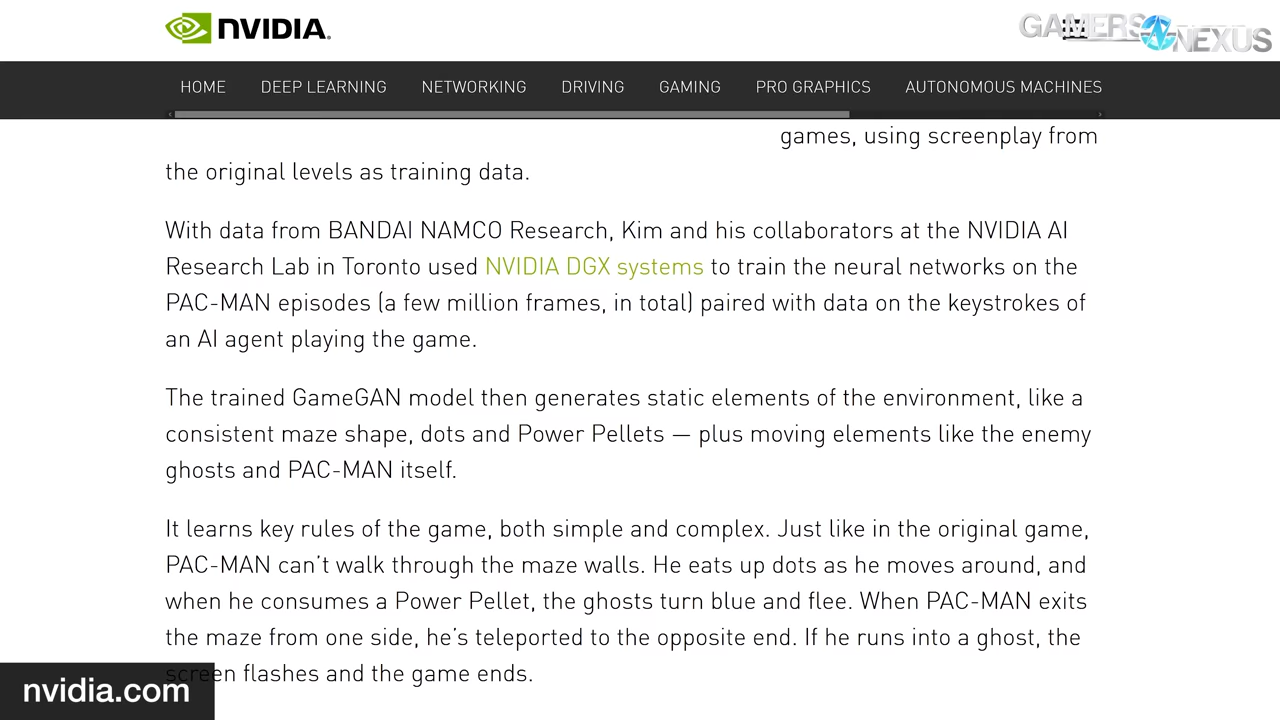 NVIDIA.
GAMERS NEXUS
HOME DEEP LEARNING NETWORKING DRIVING GAMING PRO GRAPHICS AUTONOMOUS MACHINES
games, using screenplay from
the original levels as training data.
With data from BANDAI NAMCO Research, Kim and his collaborators at the NVIDIA AI
Research Lab in Toronto used NVIDIA DGX systems to train the neural networks on the
PAC-MAN episodes (a few million frames, in total) paired with data on the keystrokes of
an AI agent playing the game.
The trained GameGAN model then generates static elements of the environment, like a
consistent maze shape, dots and Power Pellets — plus moving elements like the enemy
ghosts and PAC-MAN itself.
It learns key rules of the game, both simple and complex. Just like in the original game,
PAC-MAN can't walk through the maze walls. He eats up dots as he moves around, and
when he consumes a Power Pellet, the ghosts turn blue and flee. When PAC-MAN exits
the maze from one side, he's teleported to the opposite end. If he runs into a ghost, the
screen flashes and the game ends.
nvidia.com